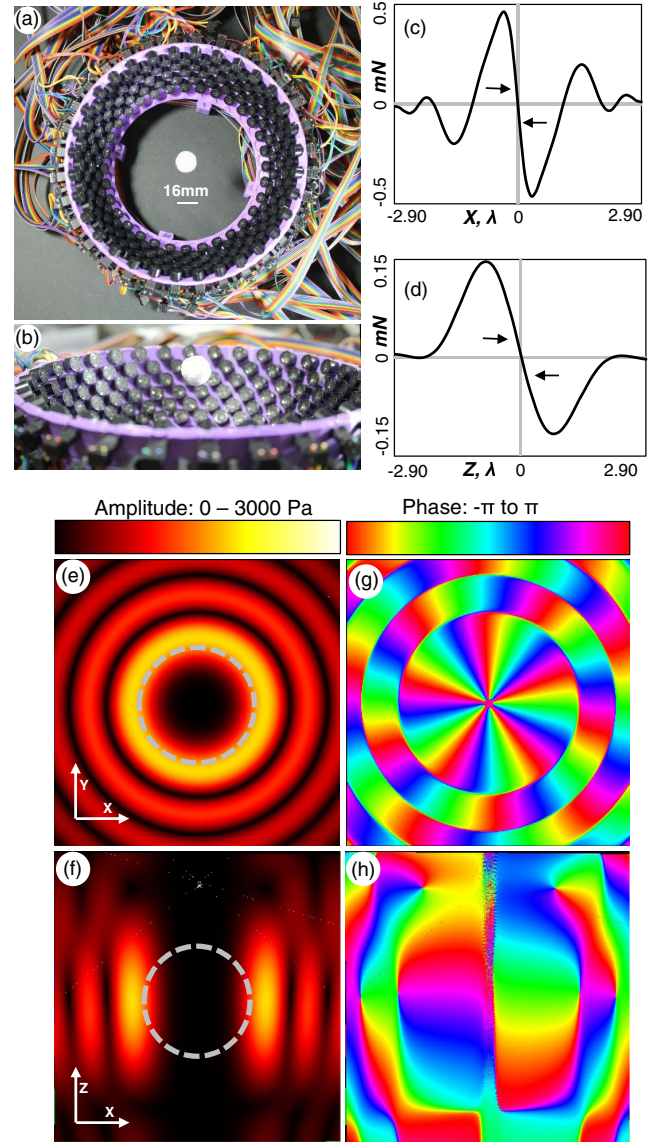 (a)
16mm
(b)
(c)
0.5
0 mN
-0.5
-2.90 X, λ 0 2.90
(d)
0.15
0 mN
-0.15
-2.90 Z, λ 0 2.90
Amplitude: 0 – 3000 Pa
Phase: -π to π
(e)
Y
X
(g)
(f)
Z
X
(h)